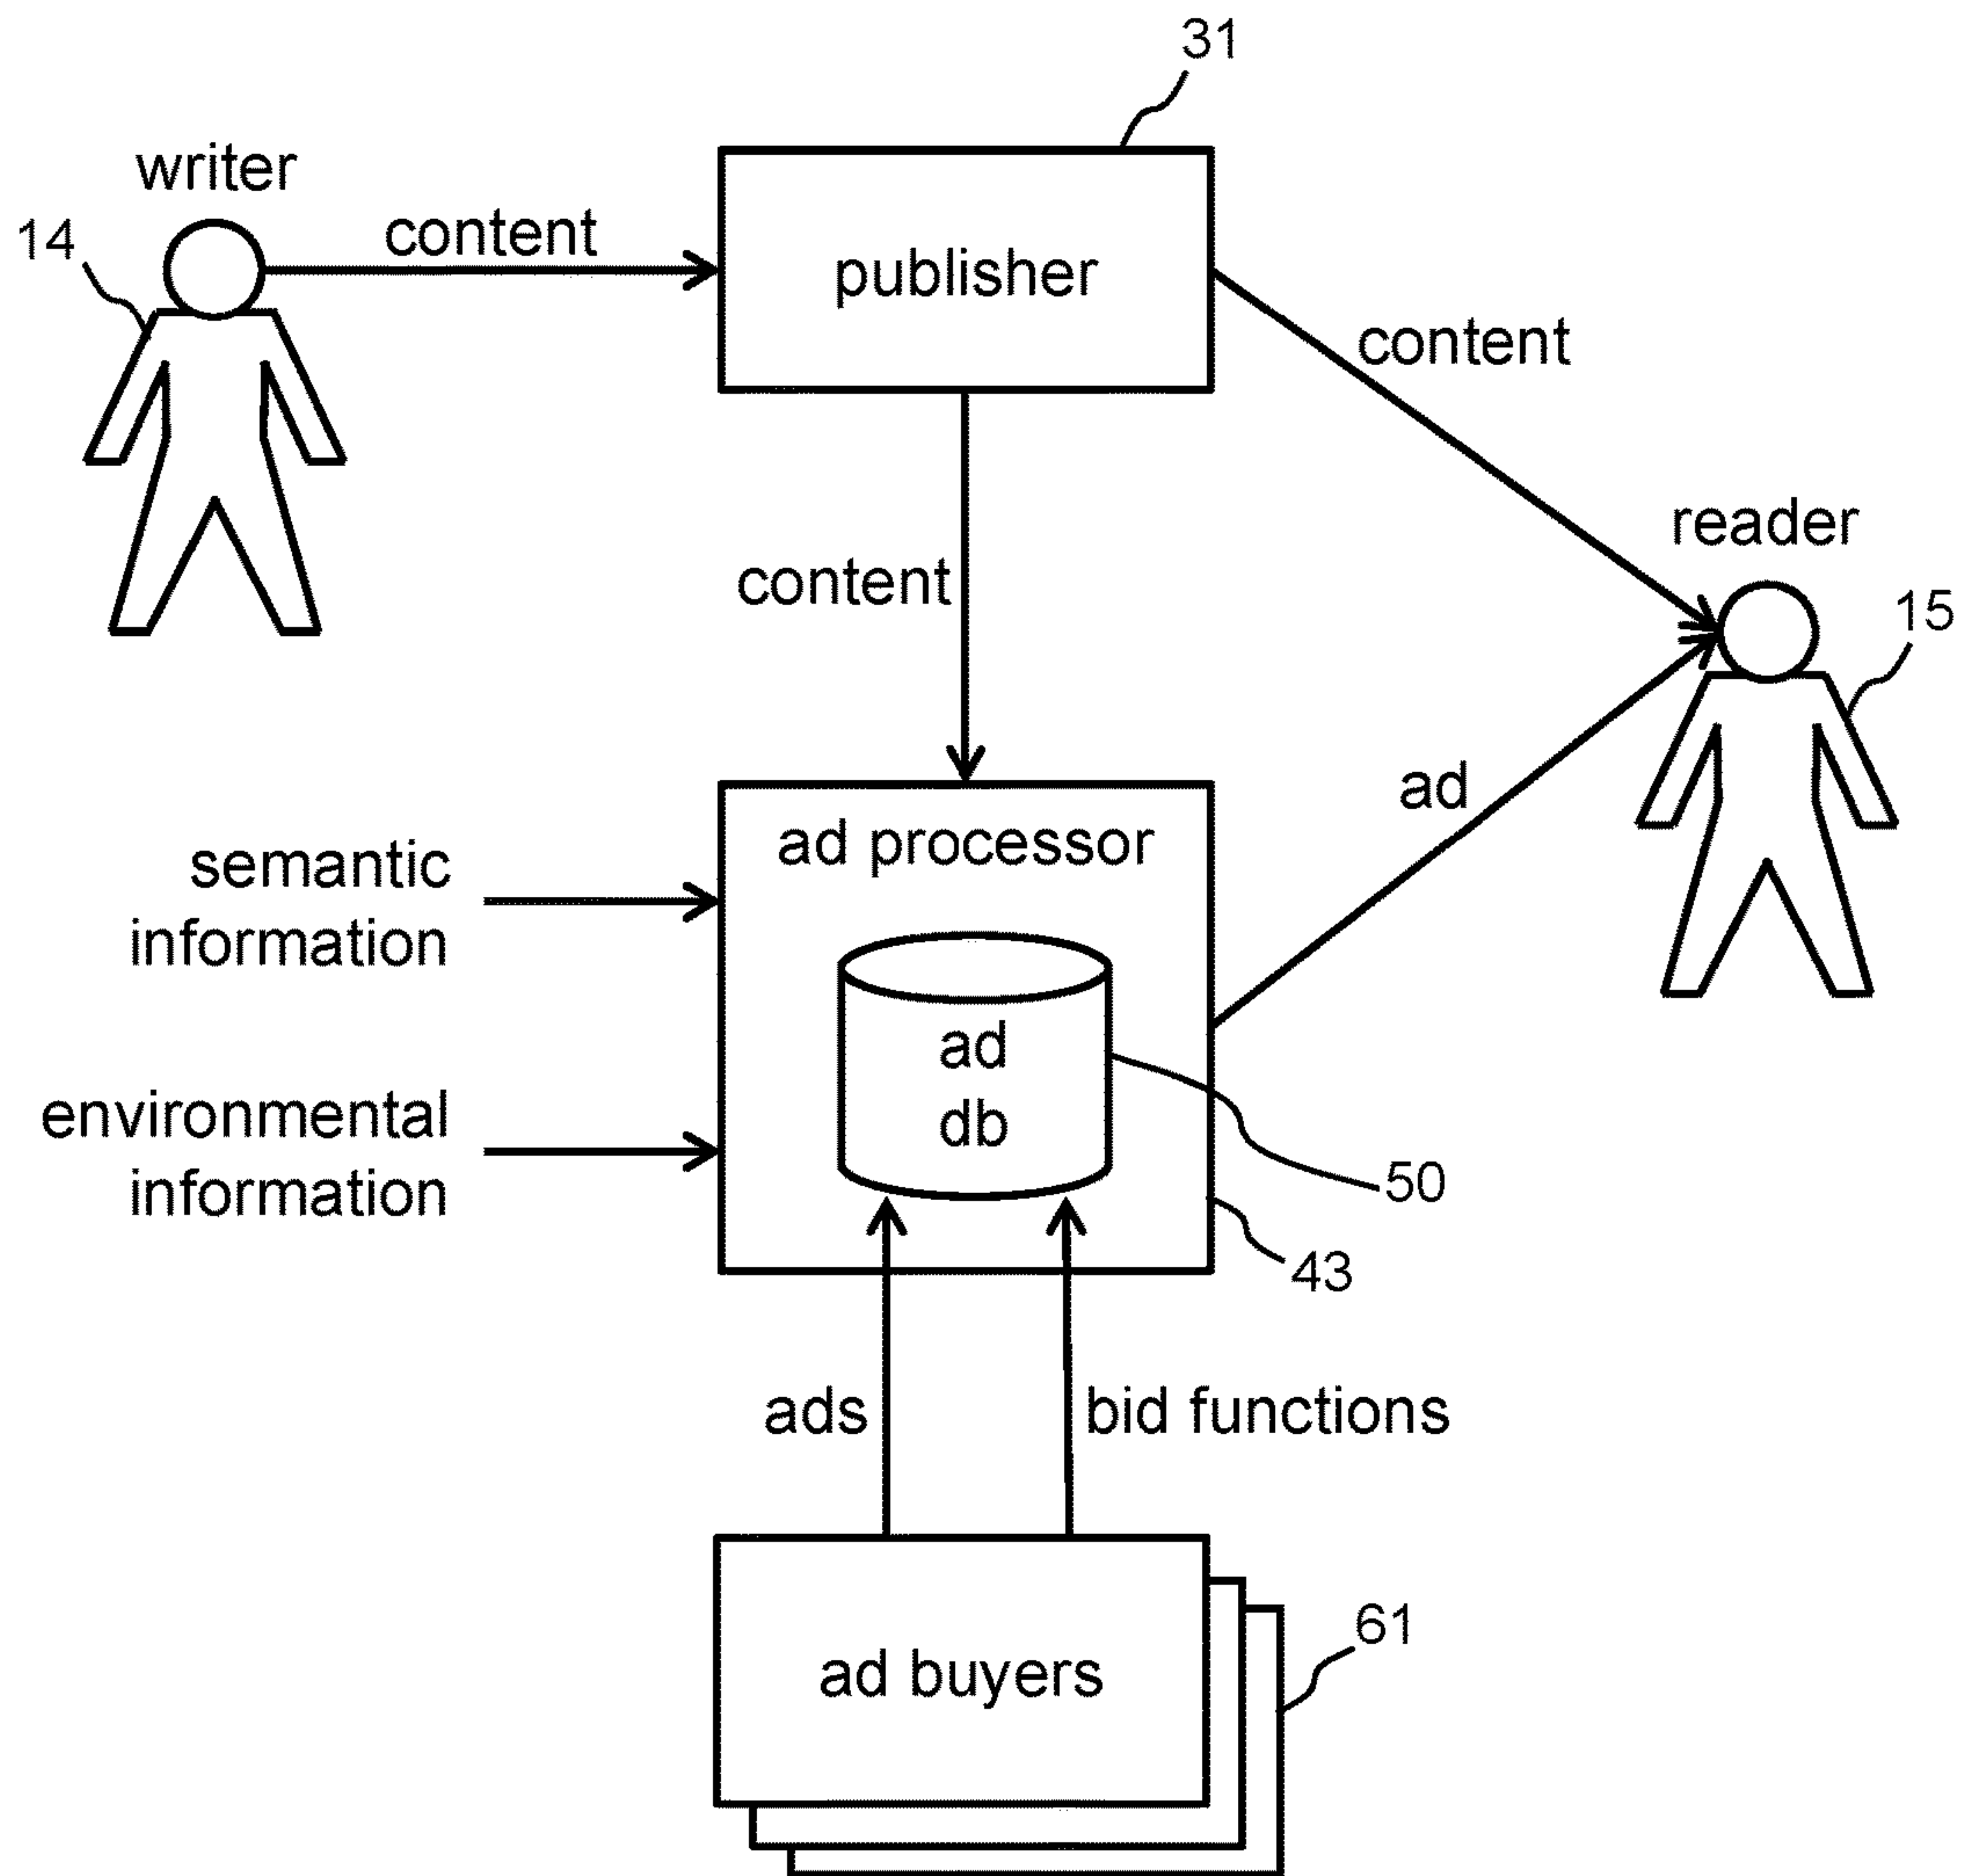 31
writer
14
content
publisher
content
reader
content
15
ad
ad processor
semantic
information
ad
db
environmental
information
50
43
ads
bid functions
61
ad buyers